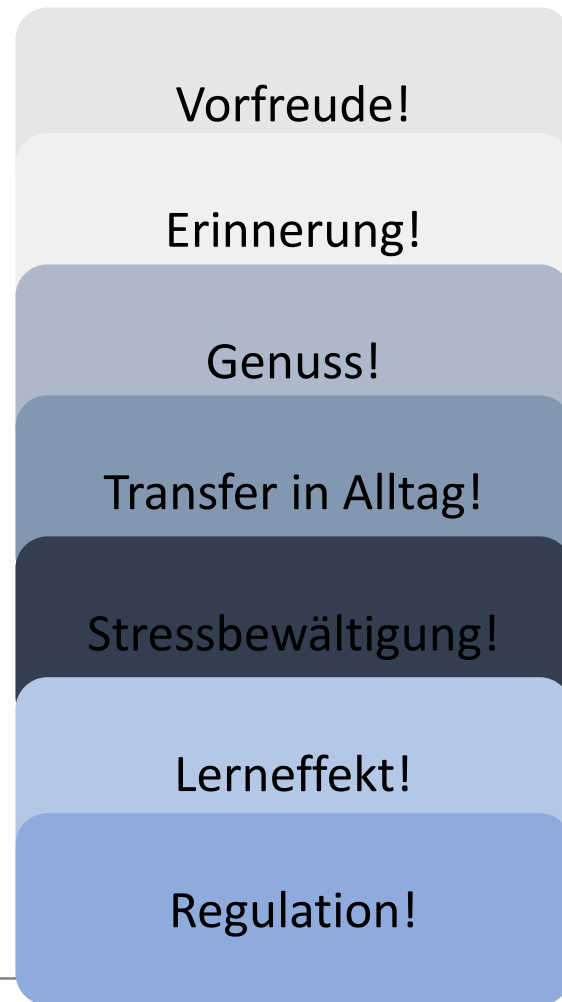 Vorfreude!
Erinnerung!
Genuss!
Transfer in Alltag!
Stressbewältigung!
Lerneffekt!
Regulation!